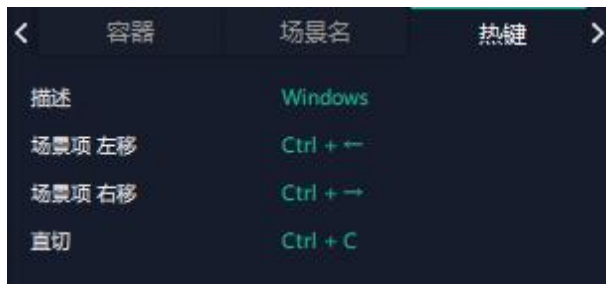 < 容器 场景名 热键 >
描述 Windows
场景项 左移 Ctrl + ←
场景项 右移 Ctrl + →
直切 Ctrl + C